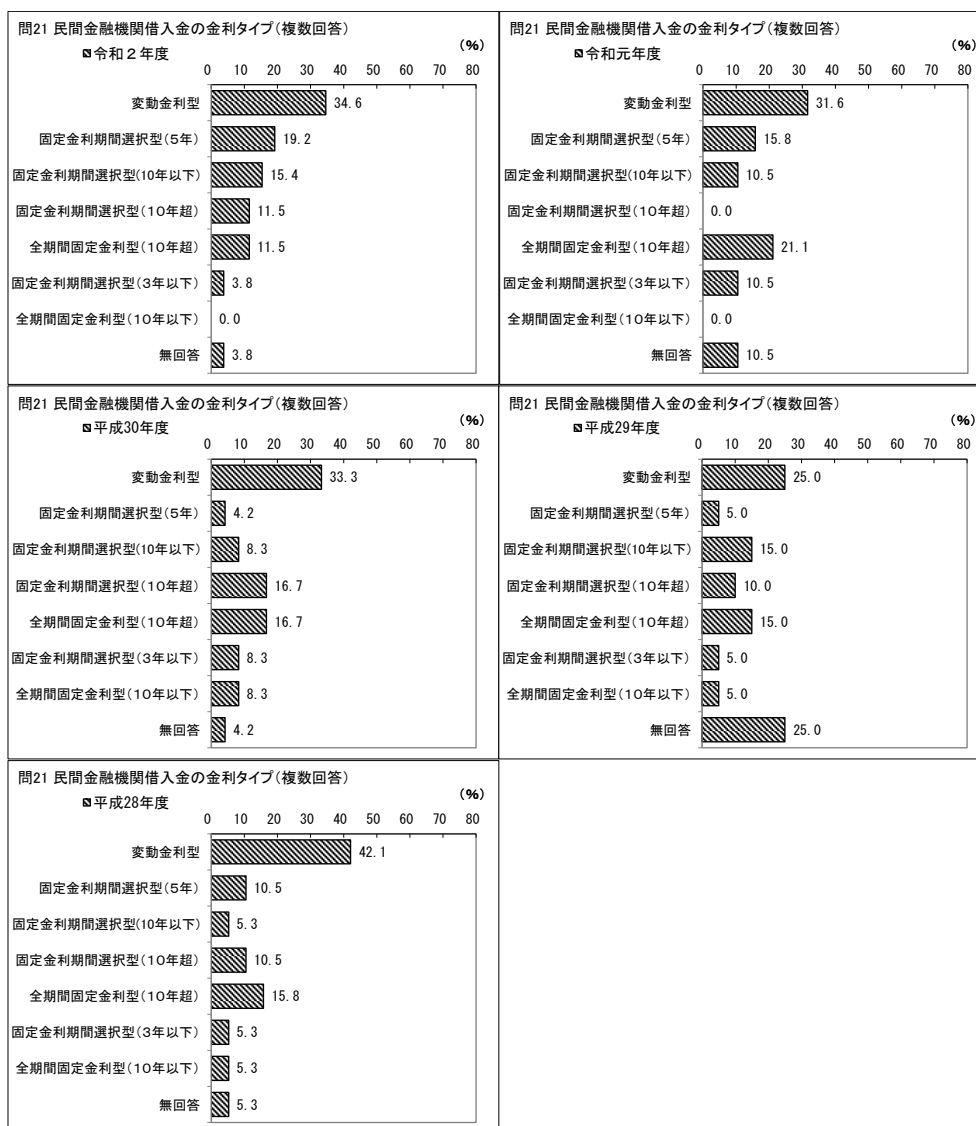 問21 民間金融機関借入金の金利タイプ(複数回答)
令和２年度
(%)
0 10 20 30 40 50 60 70 80
変動金利型 34.6
固定金利期間選択型(5年) 19.2
固定金利期間選択型(10年以下) 15.4
固定金利期間選択型(10年超) 11.5
全期間固定金利型(10年超) 11.5
固定金利期間選択型(3年以下) 3.8
全期間固定金利型(10年以下) 0.0
無回答 3.8
問21 民間金融機関借入金の金利タイプ(複数回答)
令和元年度
(%)
0 10 20 30 40 50 60 70 80
変動金利型 31.6
固定金利期間選択型(5年) 15.8
固定金利期間選択型(10年以下) 10.5
固定金利期間選択型(10年超) 0.0
全期間固定金利型(10年超) 21.1
固定金利期間選択型(3年以下) 10.5
全期間固定金利型(10年以下) 0.0
無回答 10.5
問21 民間金融機関借入金の金利タイプ(複数回答)
平成30年度
(%)
0 10 20 30 40 50 60 70 80
変動金利型 33.3
固定金利期間選択型(5年) 4.2
固定金利期間選択型(10年以下) 8.3
固定金利期間選択型(10年超) 16.7
全期間固定金利型(10年超) 16.7
固定金利期間選択型(3年以下) 8.3
全期間固定金利型(10年以下) 8.3
無回答 4.2
問21 民間金融機関借入金の金利タイプ(複数回答)
平成29年度
(%)
0 10 20 30 40 50 60 70 80
変動金利型 25.0
固定金利期間選択型(5年) 5.0
固定金利期間選択型(10年以下) 15.0
固定金利期間選択型(10年超) 10.0
全期間固定金利型(10年超) 15.0
固定金利期間選択型(3年以下) 5.0
全期間固定金利型(10年以下) 5.0
無回答 25.0
問21 民間金融機関借入金の金利タイプ(複数回答)
平成28年度
(%)
0 10 20 30 40 50 60 70 80
変動金利型 42.1
固定金利期間選択型(5年) 10.5
固定金利期間選択型(10年以下) 5.3
固定金利期間選択型(10年超) 10.5
全期間固定金利型(10年超) 15.8
固定金利期間選択型(3年以下) 5.3
全期間固定金利型(10年以下) 5.3
無回答 5.3